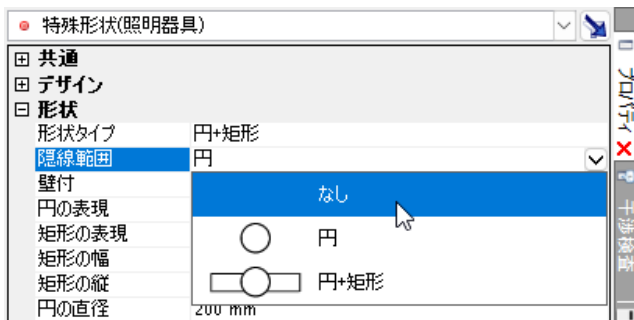 特殊形状(照明器具)
共通
デザイン
形状
形状タイプ 円+矩形
隠線範囲 円
壁付 なし
円の表現 円
矩形の表現
矩形の幅 円+矩形
矩形の縦
円の直径 200 mm
プロパティ
干渉検査